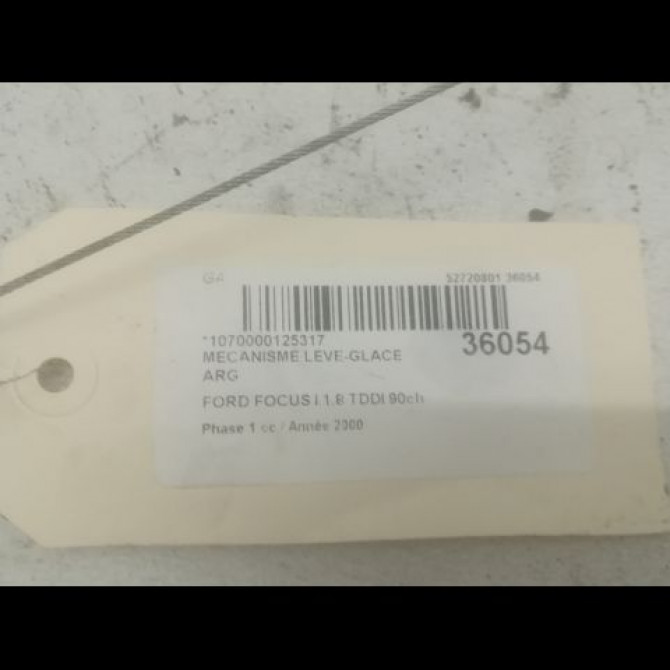 GA 52720801 36054
*1070000125317 36054
MECANISME LEVE-GLACE
ARG
FORD FOCUS I 1.8 TDDI 90ch
Phase 1 cc / Année 2000